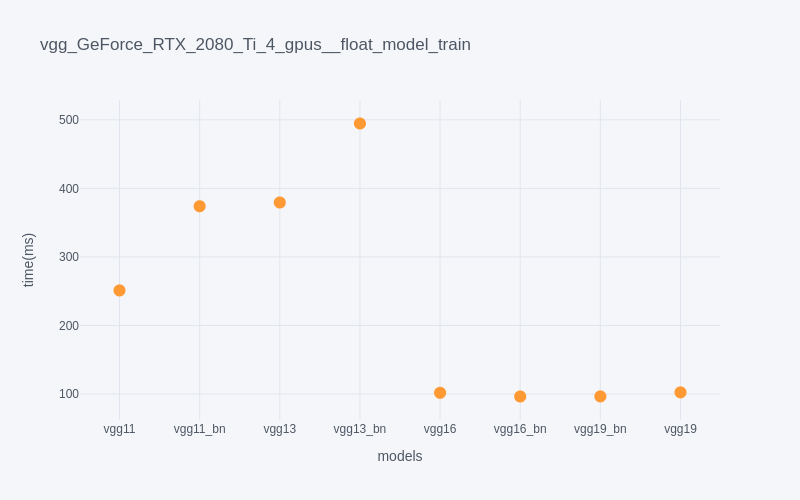 vgg_GeForce_RTX_2080_Ti_4_gpus__float_model_train
500
400
300
200
100
time(ms)
vgg11 vgg11_bn vgg13 vgg13_bn vgg16 vgg16_bn vgg19_bn vgg19
models